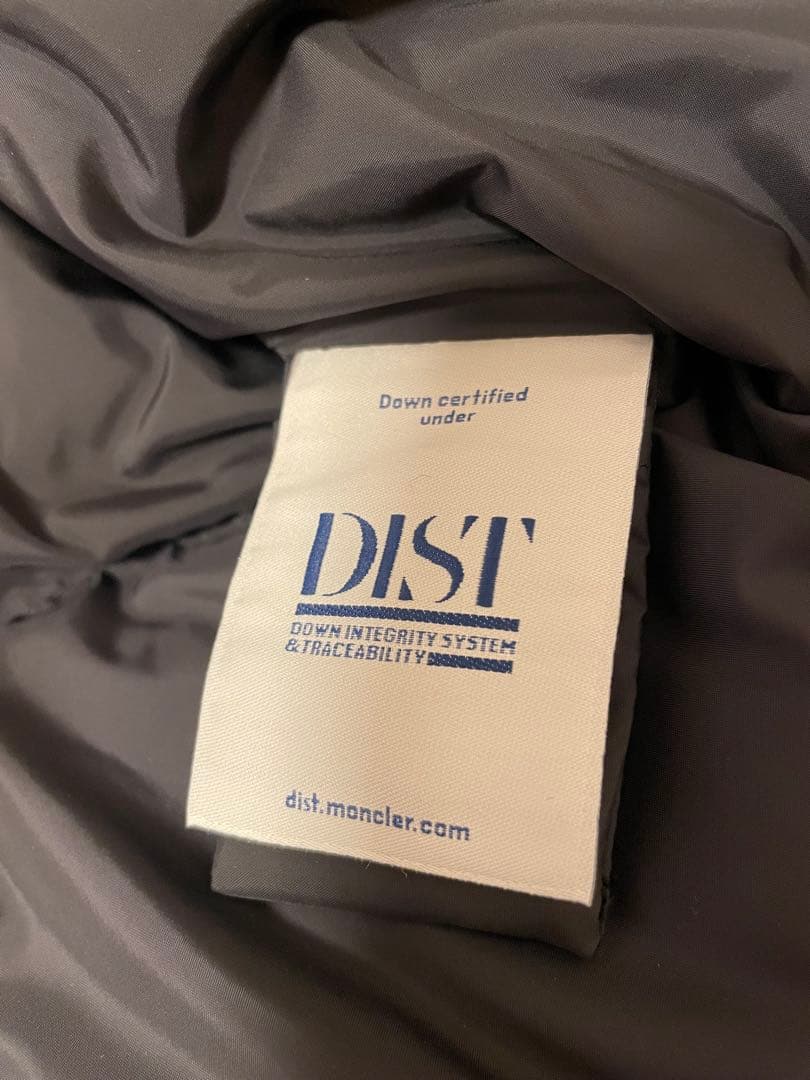 Down certified
under
DIST
DOWN INTEGRITY SYSTEM
&TRACEABILITY
dist.moncler.com